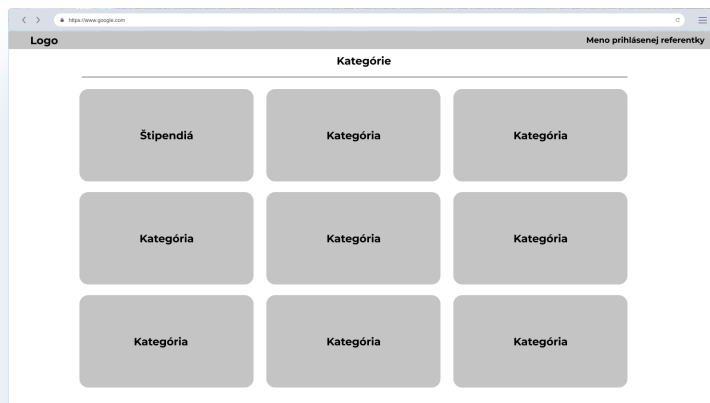 https://www.google.com
Logo
Meno prihlásenej referentky
Kategórie
Štipendiá
Kategória
Kategória
Kategória
Kategória
Kategória
Kategória
Kategória
Kategória